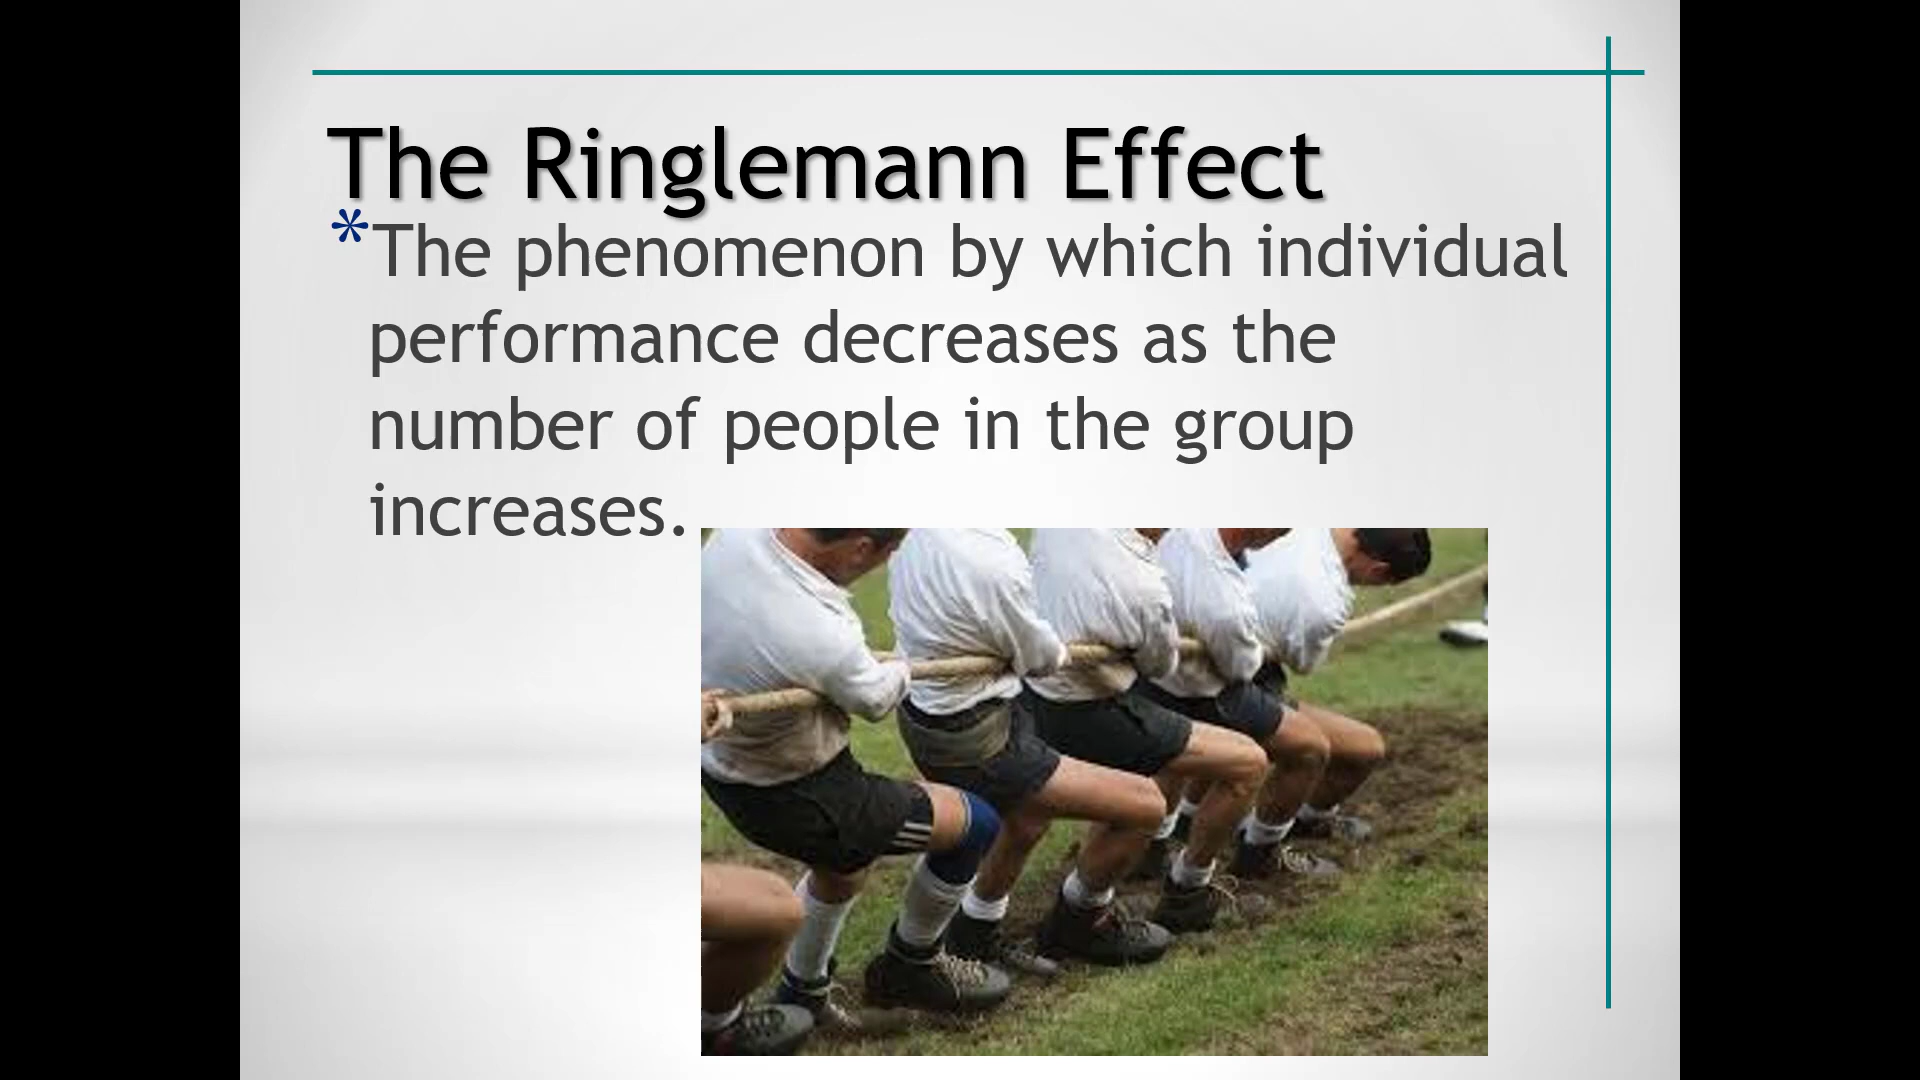 The Ringlemann Effect
*The phenomenon by which individual
performance decreases as the
number of people in the group
increases.